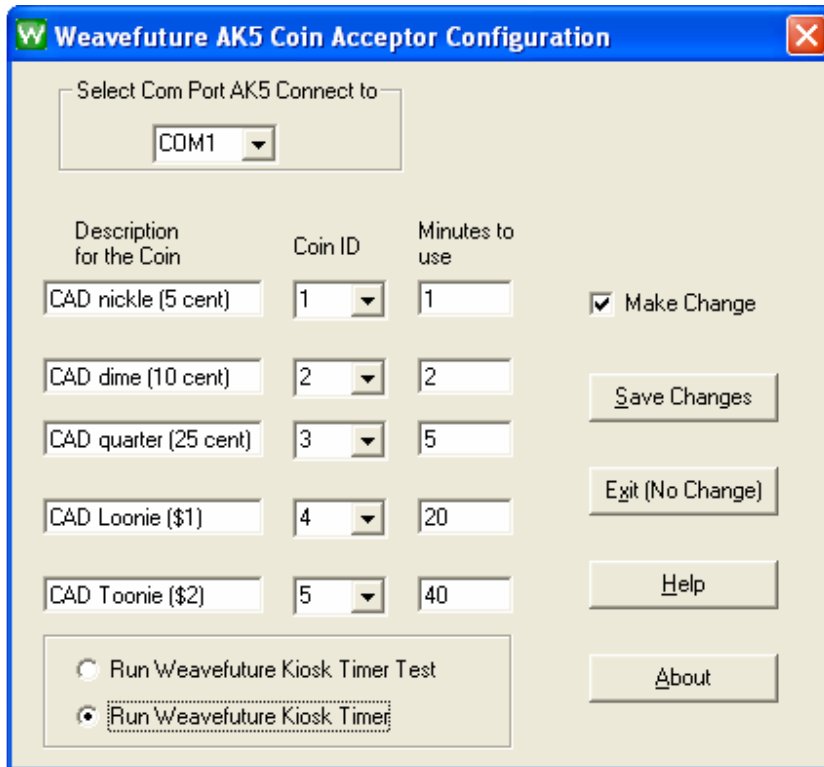 Weavefuture AK5 Coin Acceptor Configuration
Select Com Port AK5 Connect to
COM1
Description
for the Coin
Coin ID
Minutes to
use
CAD nickle (5 cent) 1 1
Make Change
CAD dime (10 cent) 2 2
Save Changes
CAD quarter (25 cent) 3 5
Exit (No Change)
CAD Loonie ($1) 4 20
Help
CAD Toonie ($2) 5 40
Run Weavefuture Kiosk Timer Test
About
Run Weavefuture Kiosk Timer